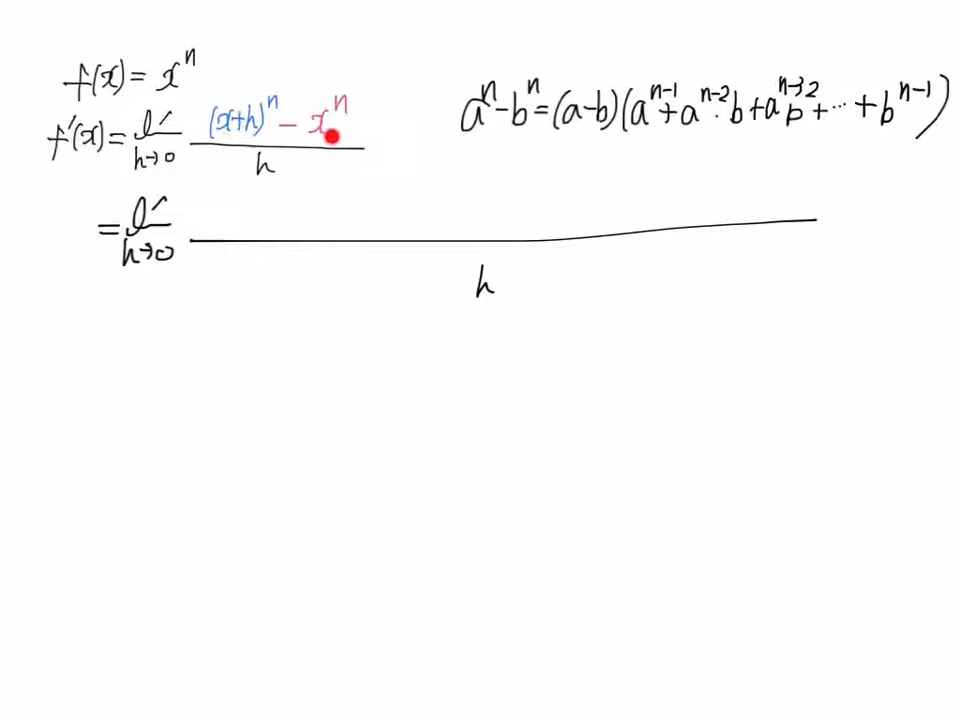 f(x) = x^n
f'(x) = lim h→0 ((x+h)^n − x^n) / h
a^n − b^n = (a−b)(a^{n−1} + a^{n−2}·b + a^{n−3}b^2 + ··· + b^{n−1})
= lim h→0 ——— / h